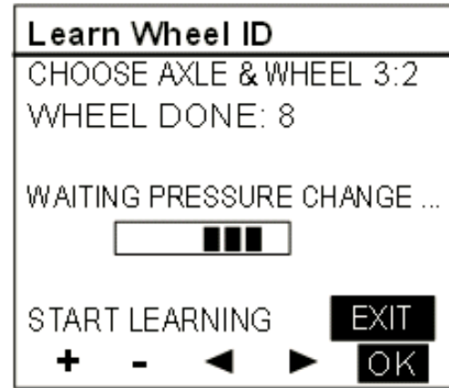 Learn Wheel ID
CHOOSE AXLE & WHEEL 3:2
WHEEL DONE: 8
WAITING PRESSURE CHANGE ...
START LEARNING EXIT
+ - ◀ ▶ OK